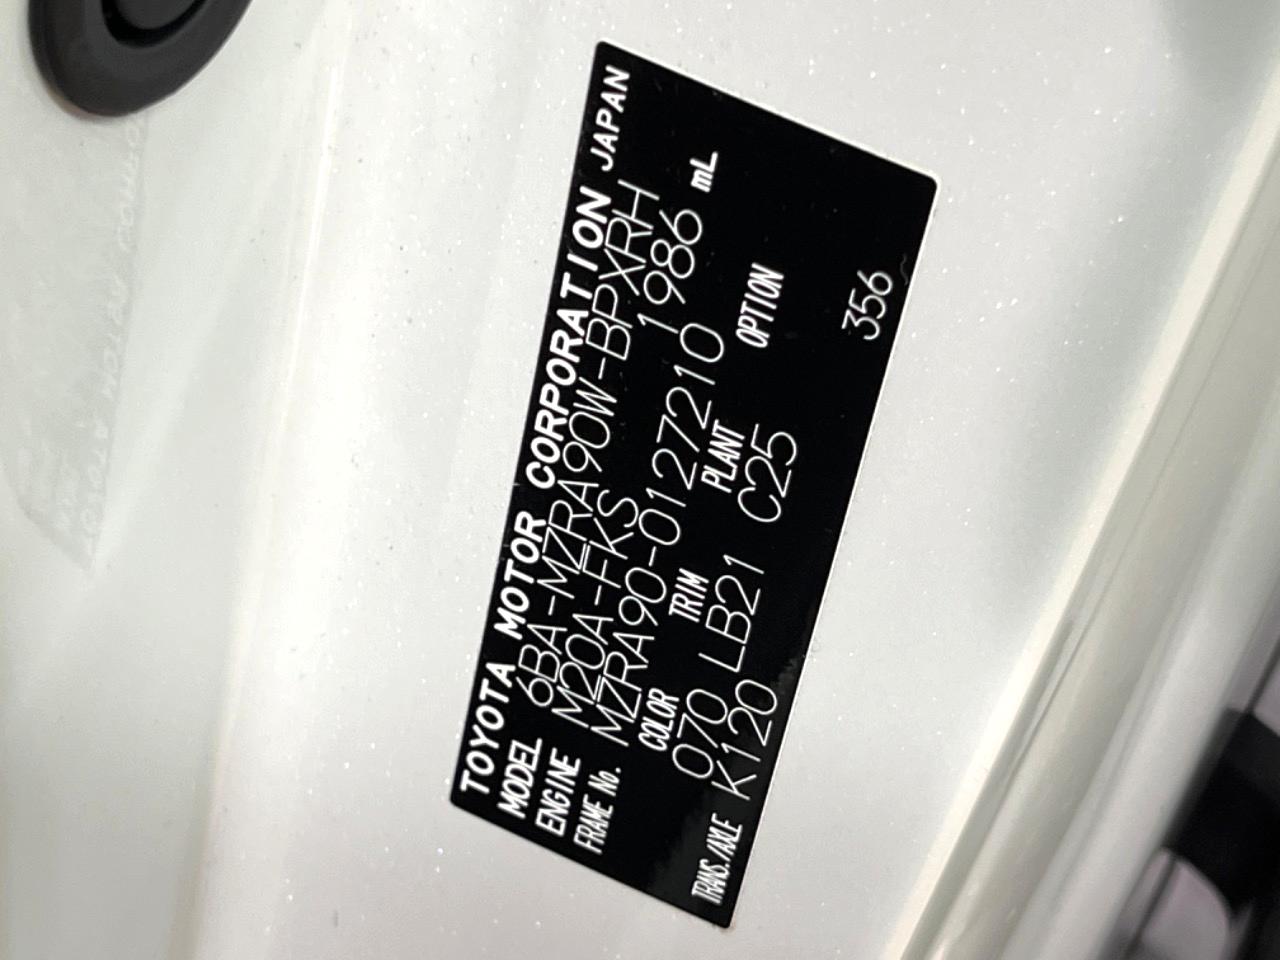 TOYOTA MOTOR CORPORATION JAPAN
MODEL 6BA-MZRA90W-BPXRH
ENGINE M20A-FKS 1986 mL
FRAME No. MZRA90-0127210
COLOR TRIM PLANT OPTION
070 LB21 C25
TRANS./AXLE K120
356